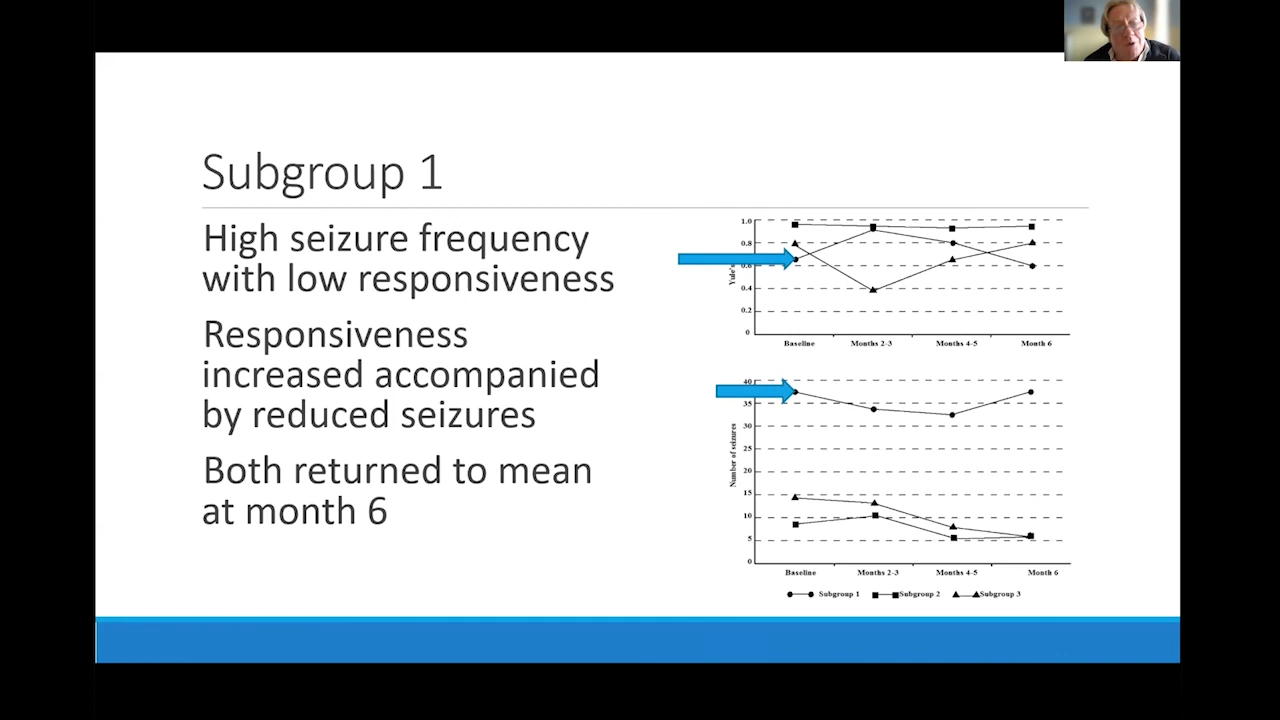 Subgroup 1
High seizure frequency
with low responsiveness
Responsiveness
increased accompanied
by reduced seizures
Both returned to mean
at month 6
1.0
0.8
0.6
0.4
0.2
0
Yule's
Baseline Months 2-3 Months 4-5 Month 6
40
35
30
25
20
15
10
5
0
Number of seizures
Baseline Months 2-3 Months 4-5 Month 6
Subgroup 1 Subgroup 2 Subgroup 3